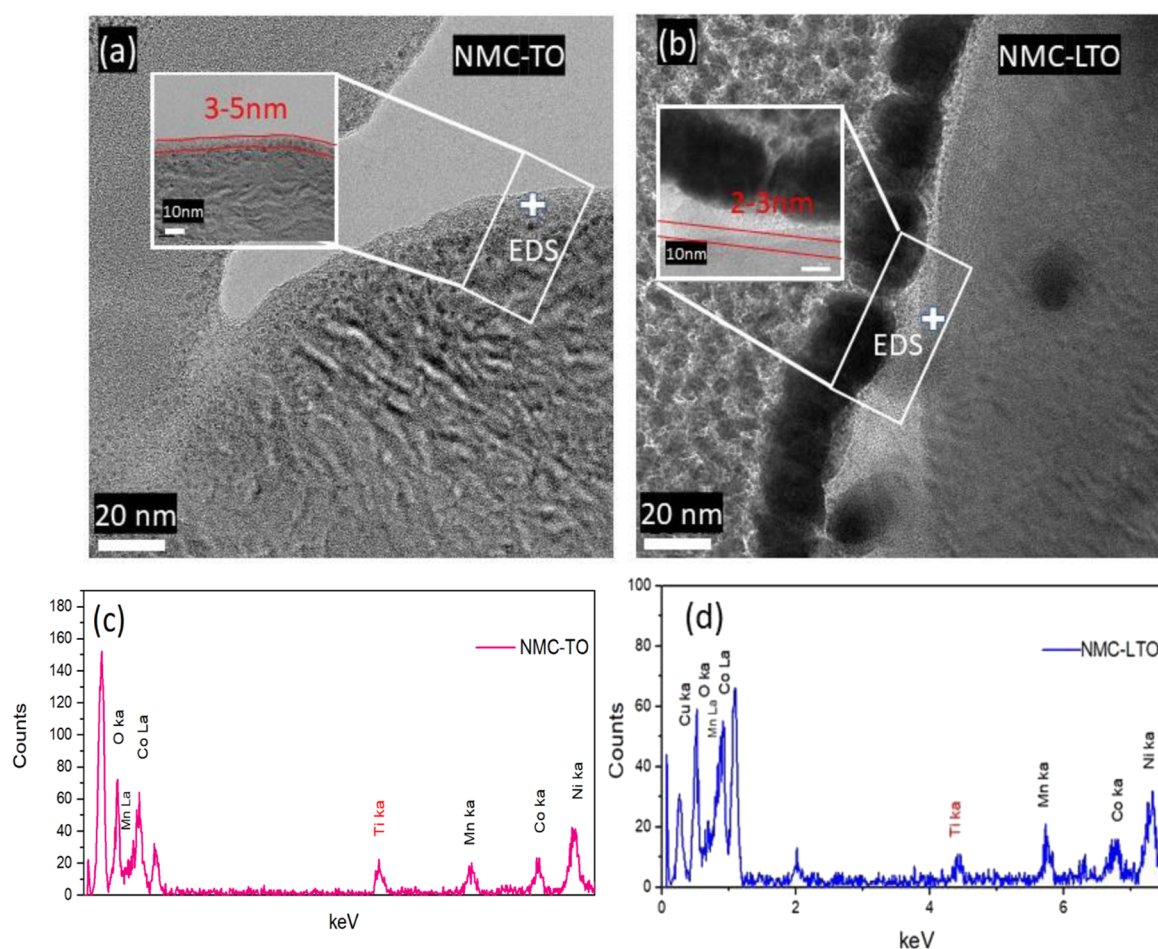 (a)
NMC-TO
3-5nm
10nm
EDS
20 nm
(b)
NMC-LTO
2-3nm
10nm
EDS
20 nm
(c)
NMC-TO
180
160
140
130
100
80
60
40
20
0
Counts
O ka
Mn La
Co La
Ti ka
Mn ka
Co ka
Ni ka
keV
(d)
NMC-LTO
100
80
60
40
20
0
Counts
Cu ka
O ka
Mn La
Co La
Ti ka
Mn ka
Co ka
Ni ka
0 2 4 6
keV